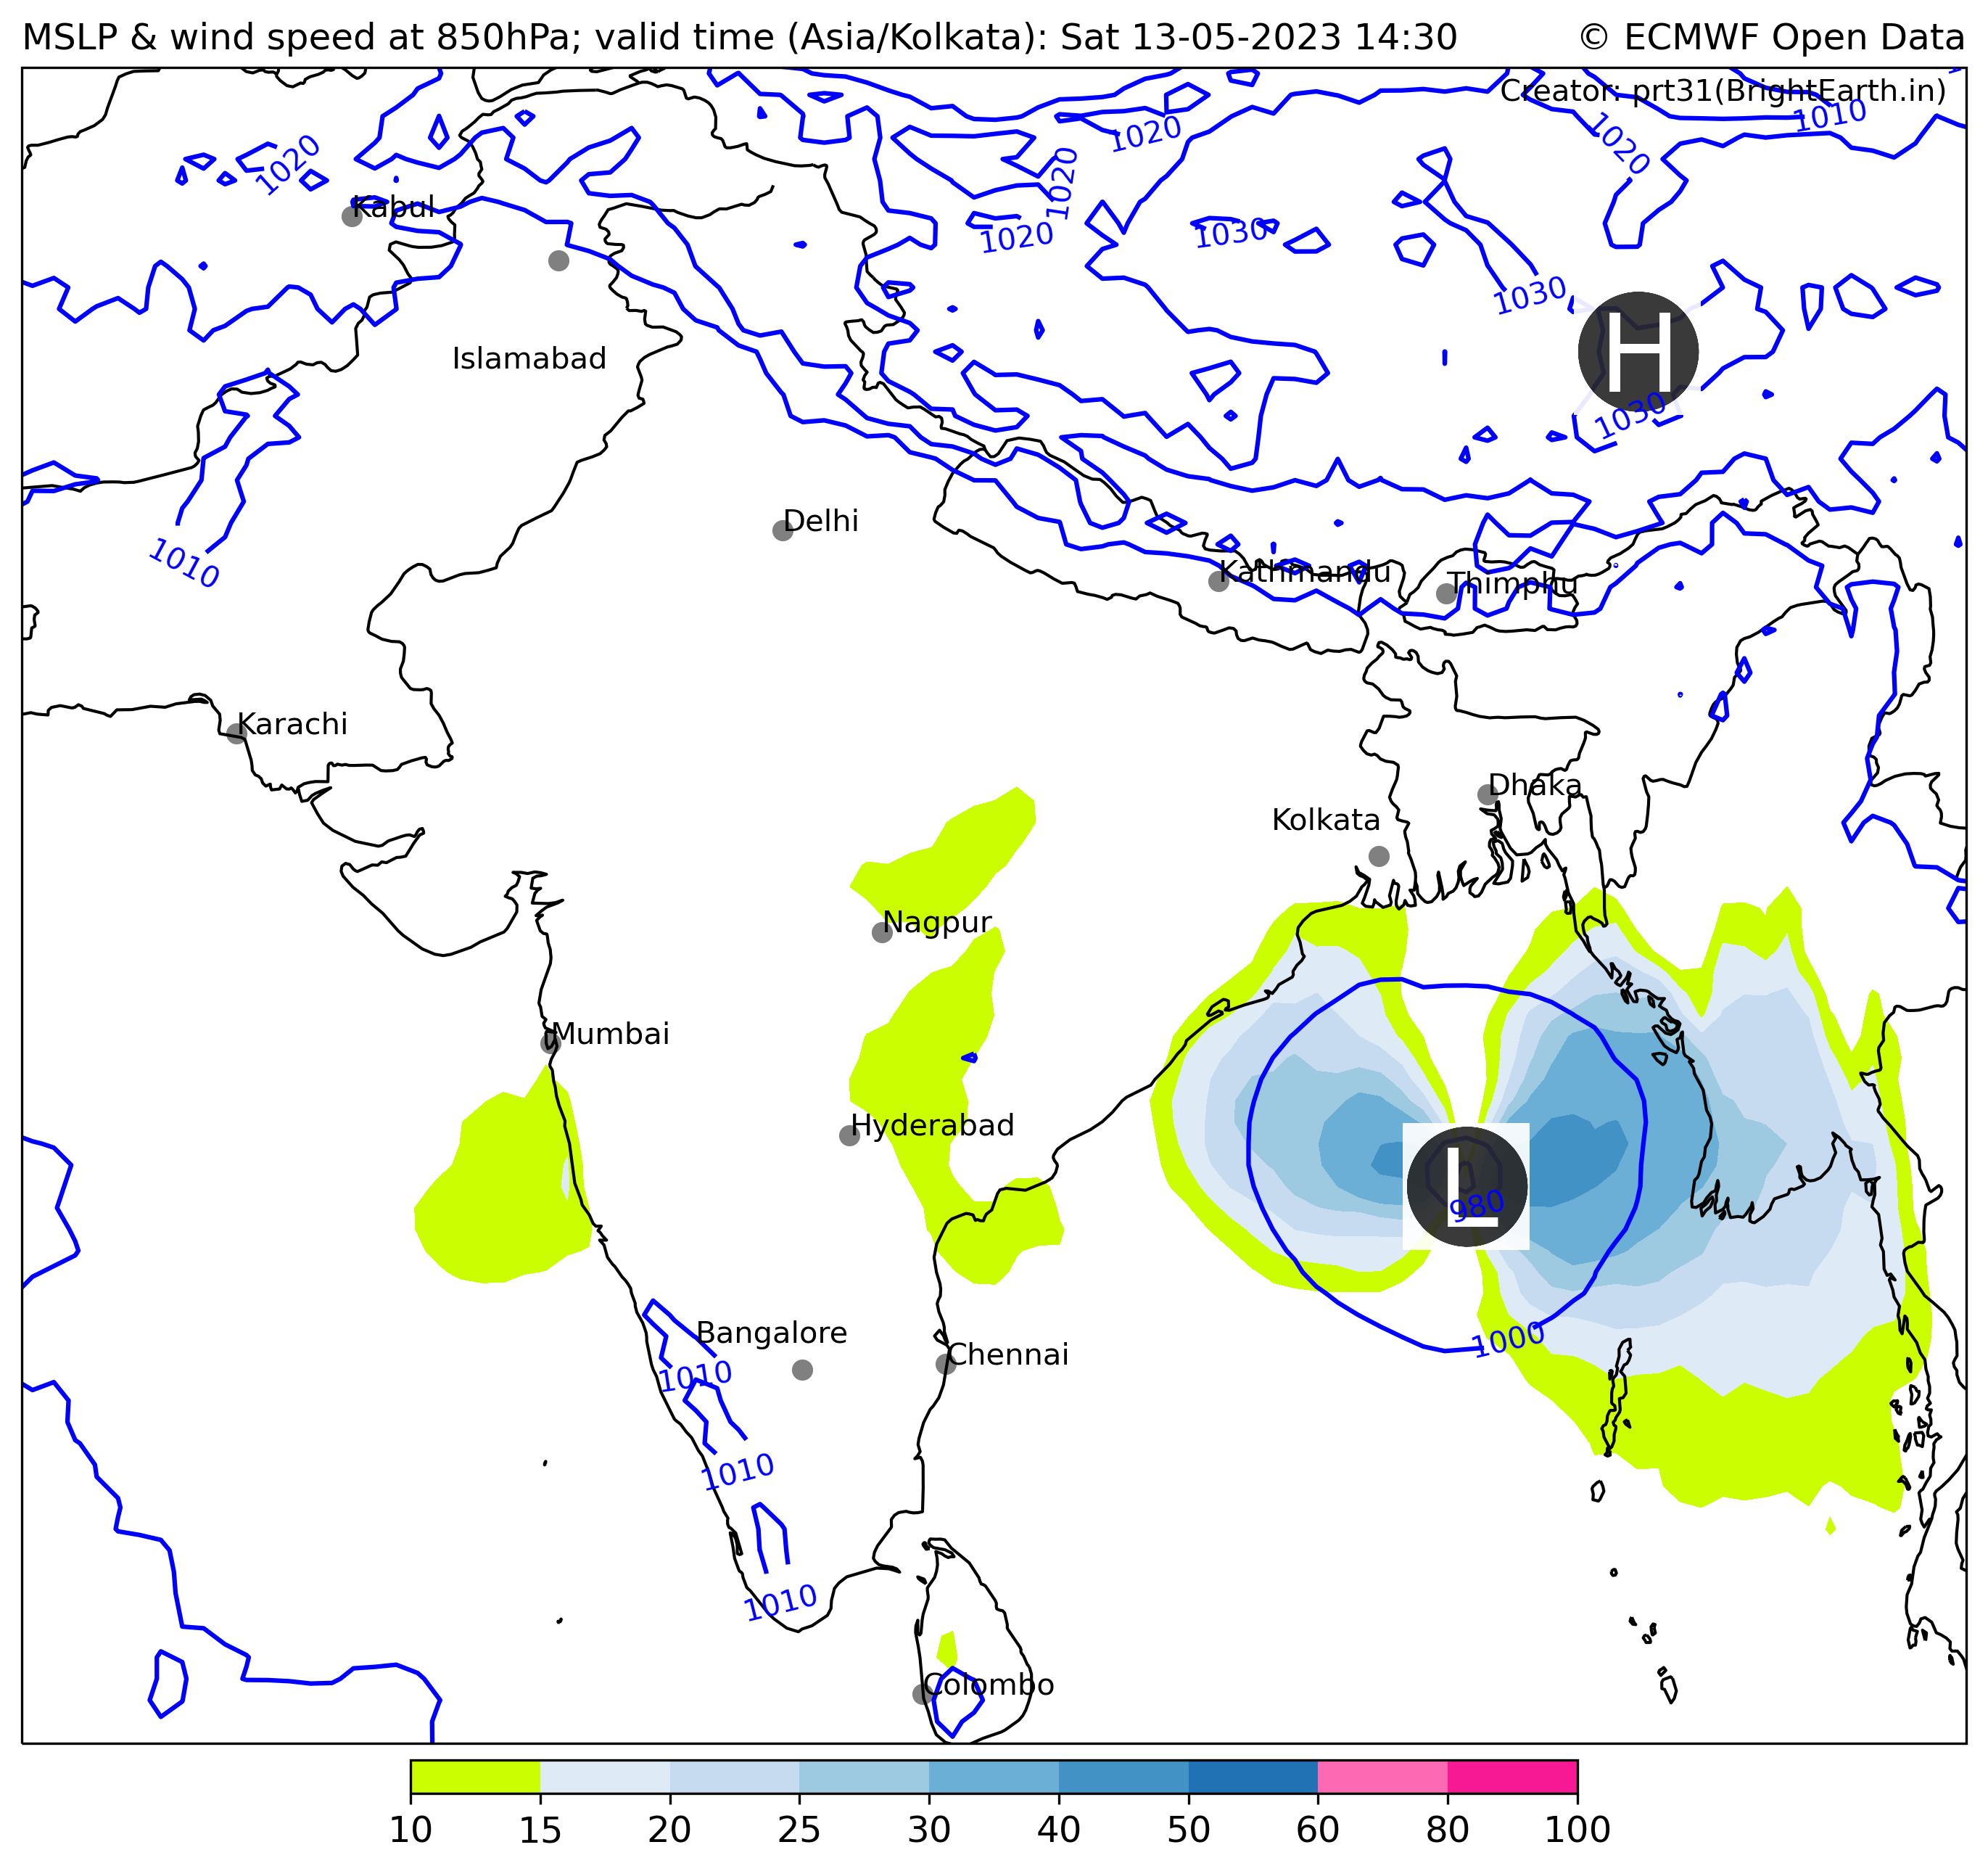 MSLP & wind speed at 850hPa; valid time (Asia/Kolkata): Sat 13-05-2023 14:30 © ECMWF Open Data
Creator: prt31(BrightEarth.in)
1010
1020
1020
1020
1020
1020
1030
Kabul
1030
Islamabad
H
1030
Delhi
1010
Kathmandu
Thimphu
Karachi
Dhaka
Kolkata
Nagpur
Mumbai
Hyderabad
L
980
Bangalore
1000
Chennai
1010
1010
1010
Colombo
10 15 20 25 30 40 50 60 80 100